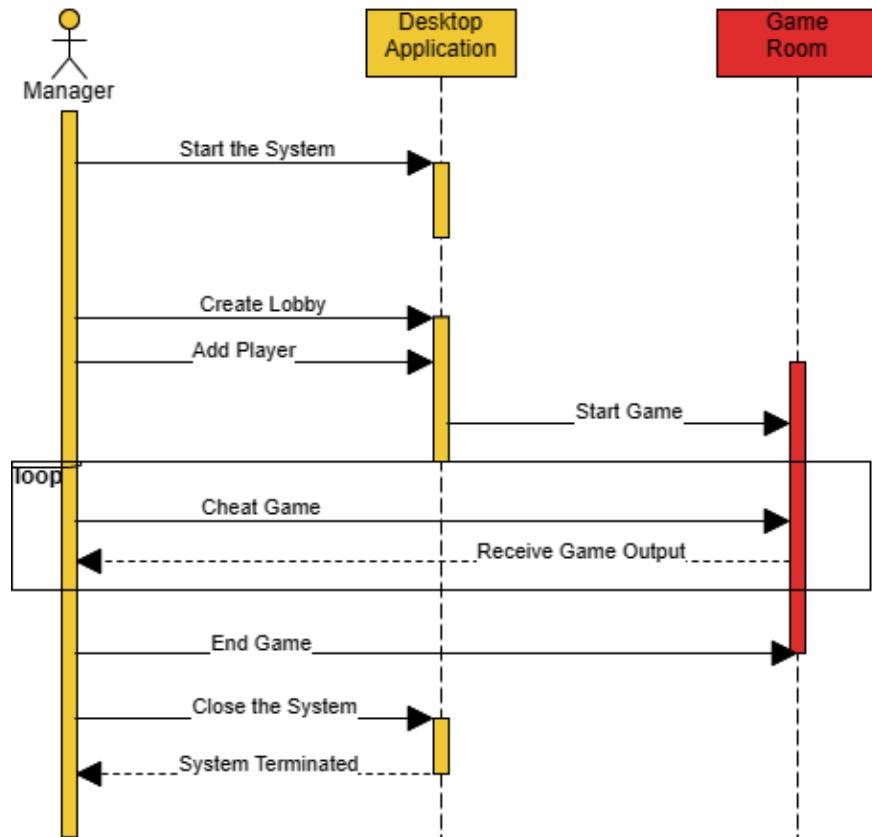 Desktop
Application
Game
Room
Manager
Start the System
Create Lobby
Add Player
Start Game
loop
Cheat Game
Receive Game Output
End Game
Close the System
System Terminated